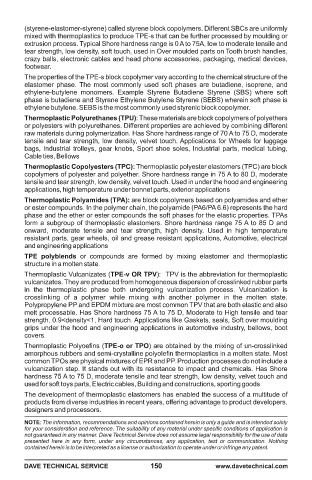 (styrene-elastomer-styrene) called styrene block copolymers. Different SBCs are uniformly
mixed with thermoplastics to produce TPE-s that can be further processed by moulding or
extrusion process. Typical Shore hardness range is 0 A to 75A, low to moderate tensile and
tear strength, low density, soft touch. used in Over moulded parts on Tooth brush handles,
crazy balls, electronic cables and head phone accessories, packaging, medical devices,
footwear.
The properties of the TPE-s block copolymer vary according to the chemical structure of the
elastomer phase. The most commonly used soft phases are butadiene, isoprene, and
ethylene-butylene monomers. Example Styrene Butadiene Styrene (SBS) where soft
phase is butadiene and Styrene Ethylene Butylene Styrene (SEBS) wherein soft phase is
ethylene butylene. SEBS is the most commonly used styrenic block copolymer.
Thermoplastic Polyurethanes (TPU): These materials are block copolymers of polyethers
or polyesters with polyurethanes. Different properties are achieved by combining different
raw materials during polymerization. Has Shore hardness range of 70 A to 75 D, moderate
tensile and tear strength, low density, velvet touch. Applications for Wheels for luggage
bags, Industrial trolleys, gear knobs, Sport shoe soles, Industrial parts, medical tubing,
Cable ties, Bellows
Thermoplastic Copolyesters (TPC): Thermoplastic polyester elastomers (TPC) are block
copolymers of polyester and polyether. Shore hardness range in 75 A to 80 D, moderate
tensile and tear strength, low density, velvet touch. Used in under the hood and engineering
applications, high temperature under bonnet parts, exterior applications
Thermoplastic Polyamides (TPA): are block copolymers based on polyamides and ether
or ester compounds. In the polymer chain, the polyamide (PA6/PA 6.6) represents the hard
phase and the ether or ester compounds the soft phases for the elastic properties. TPAs
form a subgroup of thermoplastic elastomers. Shore hardness range 75 A to 85 D and
onward, moderate tensile and tear strength, high density. Used in high temperature
resistant parts, gear wheels, oil and grease resistant applications, Automotive, electrical
and engineering applications
TPE polyblends or compounds are formed by mixing elastomer and thermoplastic
structure in a molten state.
Thermoplastic Vulcanizates (TPE-v OR TPV): TPV is the abbreviation for thermoplastic
vulcanizates. They are produced from homogeneous dispersion of crosslinked rubber parts
in the thermoplastic phase both undergoing vulcanization process. Vulcanization is
crosslinking of a polymer while mixing with another polymer in the molten state.
Polypropylene PP and EPDM mixture are most common TPV that are both elastic and also
melt processable. Has Shore hardness 75 A to 75 D, Moderate to High tensile and tear
strength, 0.9<density<1, Hard touch. Applications like Gaskets, seals, Soft over moulding
grips under the hood and engineering applications in automotive industry, bellows, boot
covers.
Thermoplastic Polyolefins (TPE-o or TPO) are obtained by the mixing of un-crosslinked
amorphous rubbers and semi-crystalline polyolefin thermoplastics in a molten state. Most
common TPOs are physical mixtures of EPR and PP. Production processes do not include a
vulcanization step. It stands out with its resistance to impact and chemicals. Has Shore
hardness 75 A to 75 D, moderate tensile and tear strength, low density, velvet touch and
used for soft toys parts, Electric cables, Building and constructions, sporting goods
The development of thermoplastic elastomers has enabled the success of a multitude of
products from diverse industries in recent years, offering advantage to product developers,
designers and processors.
NOTE: The information, recommendations and opinions contained herein is only a guide and is intended solely
for your consideration and reference. The suitability of any material under specific conditions of application is
not guaranteed in any manner. Dave Technical Service does not assume legal responsibility for the use of data
presented here in any form, under any circumstances, any application, text or communication. Nothing
contained herein is to be interpreted as a license or authorization to operate under or infringe any patent.
DAVE TECHNICAL SERVICE 150 www.davetechnical.com